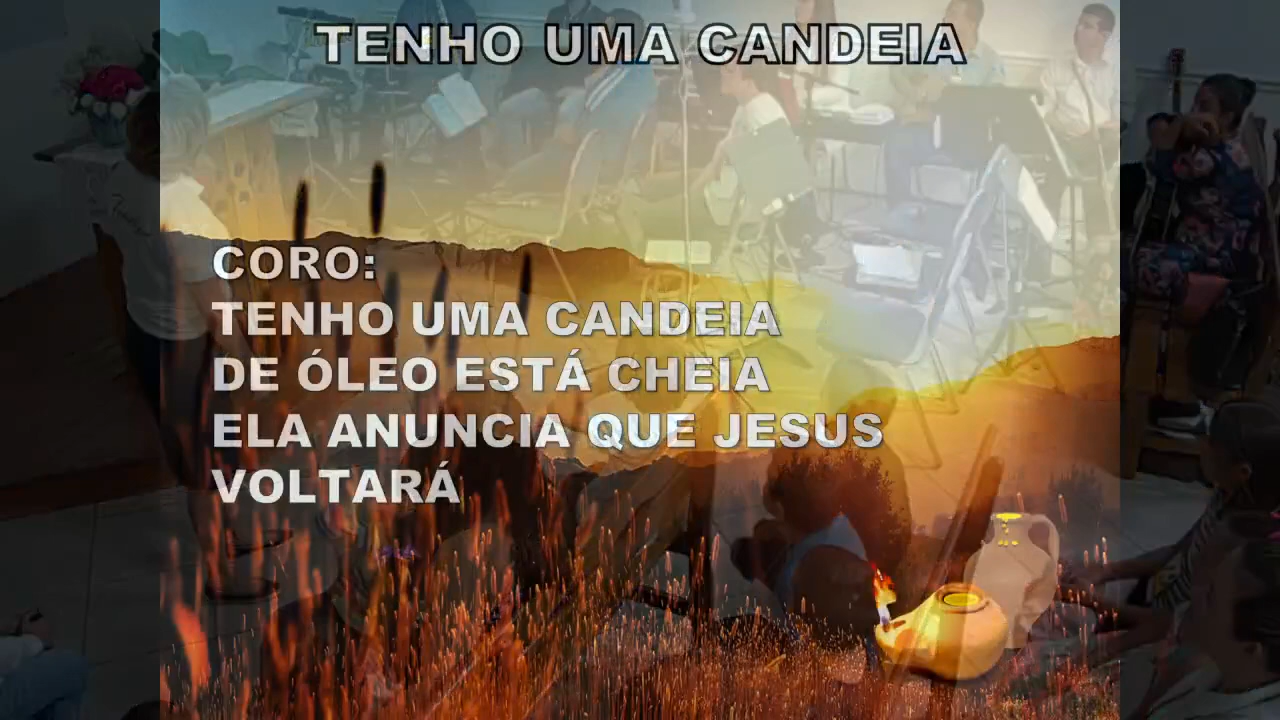 TENHO UMA CANDEIA
CORO:
TENHO UMA CANDEIA
DE ÓLEO ESTÁ CHEIA
ELA ANUNCIA QUE JESUS
VOLTARÁ